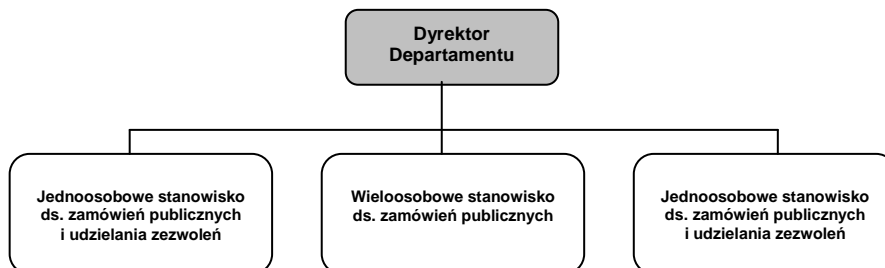 Dyrektor
Departamentu
Jednoosobowe stanowisko
ds. zamówień publicznych
i udzielania zezwoleń
Wieloosobowe stanowisko
ds. zamówień publicznych
Jednoosobowe stanowisko
ds. zamówień publicznych
i udzielania zezwoleń